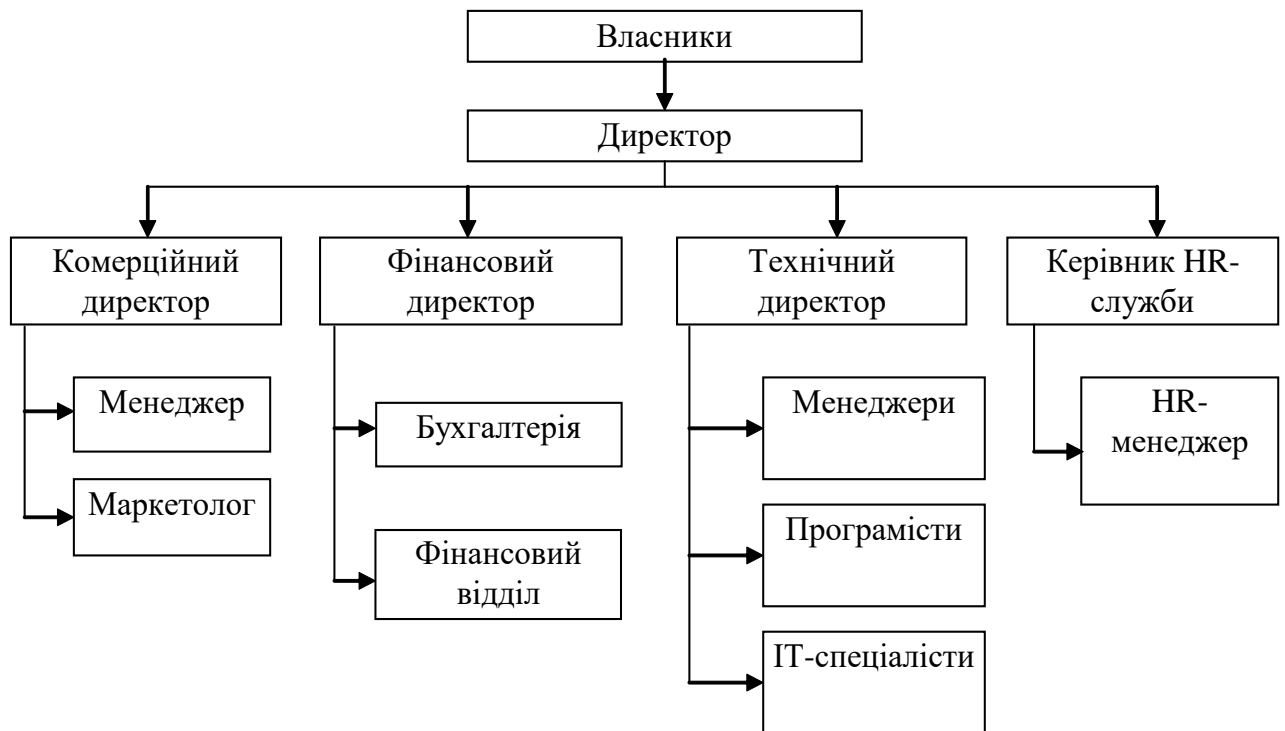 Власники
Директор
Комерційний
директор
Фінансовий
директор
Технічний
директор
Керівник HR-
служби
Менеджер
Маркетолог
Бухгалтерія
Фінансовий
відділ
Менеджери
Програмісти
ІТ-спеціалісти
HR-
менеджер